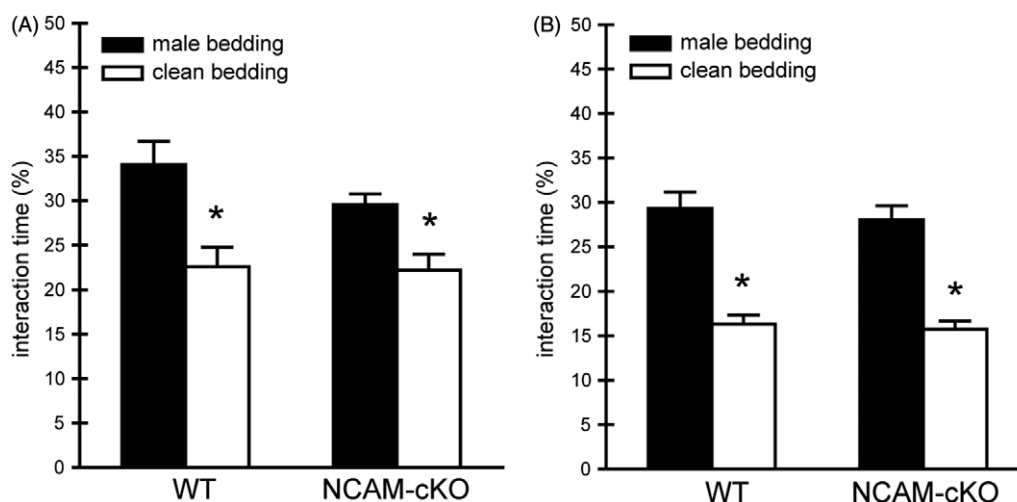 (A)
50
45
40
35
30
25
20
15
10
5
0
interaction time (%)
male bedding
clean bedding
*
*
WT
NCAM-cKO
(B)
50
45
40
35
30
25
20
15
10
5
0
interaction time (%)
male bedding
clean bedding
*
*
WT
NCAM-cKO